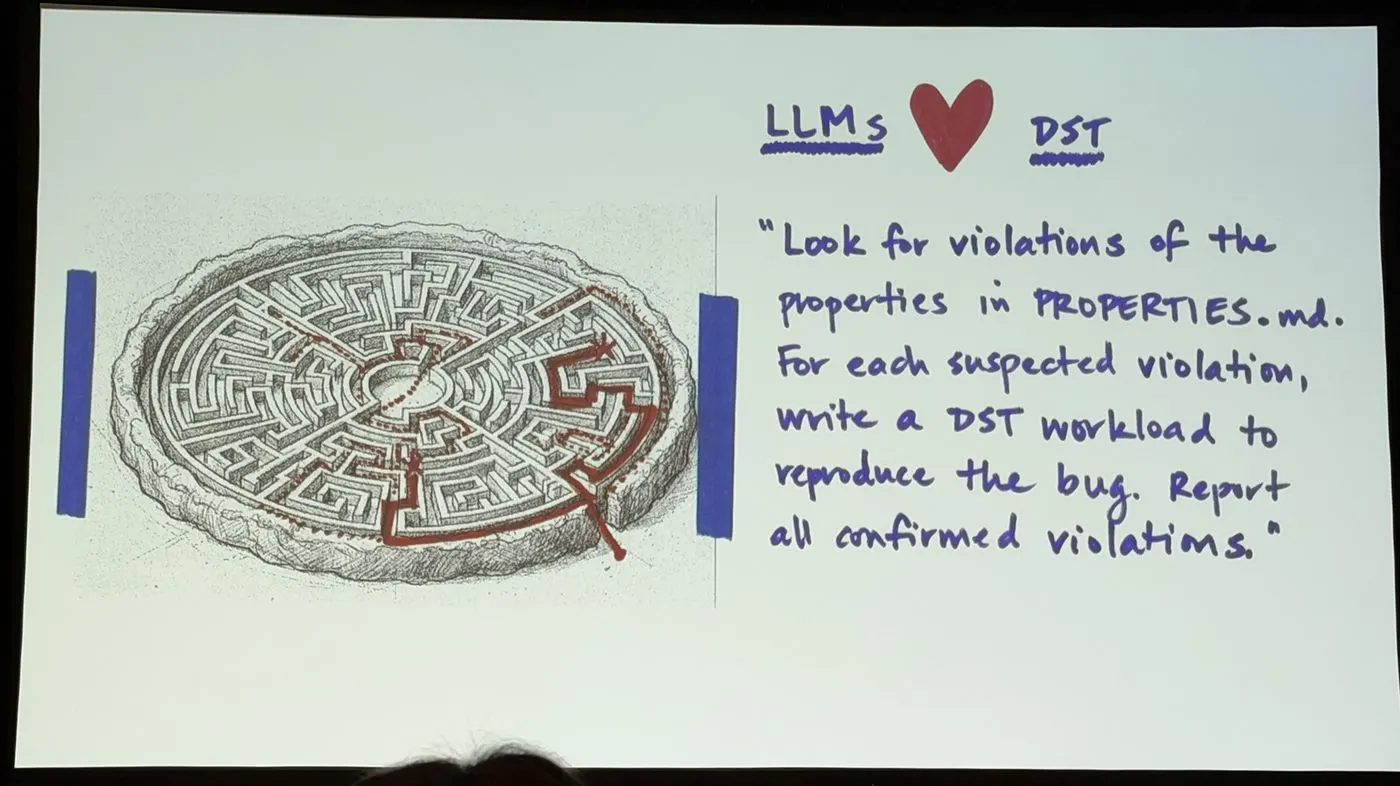 LLMs DST
"Look for violations of the
properties in PROPERTIES.md.
For each suspected violation,
write a DST workload to
reproduce the bug. Report
all confirmed violations."